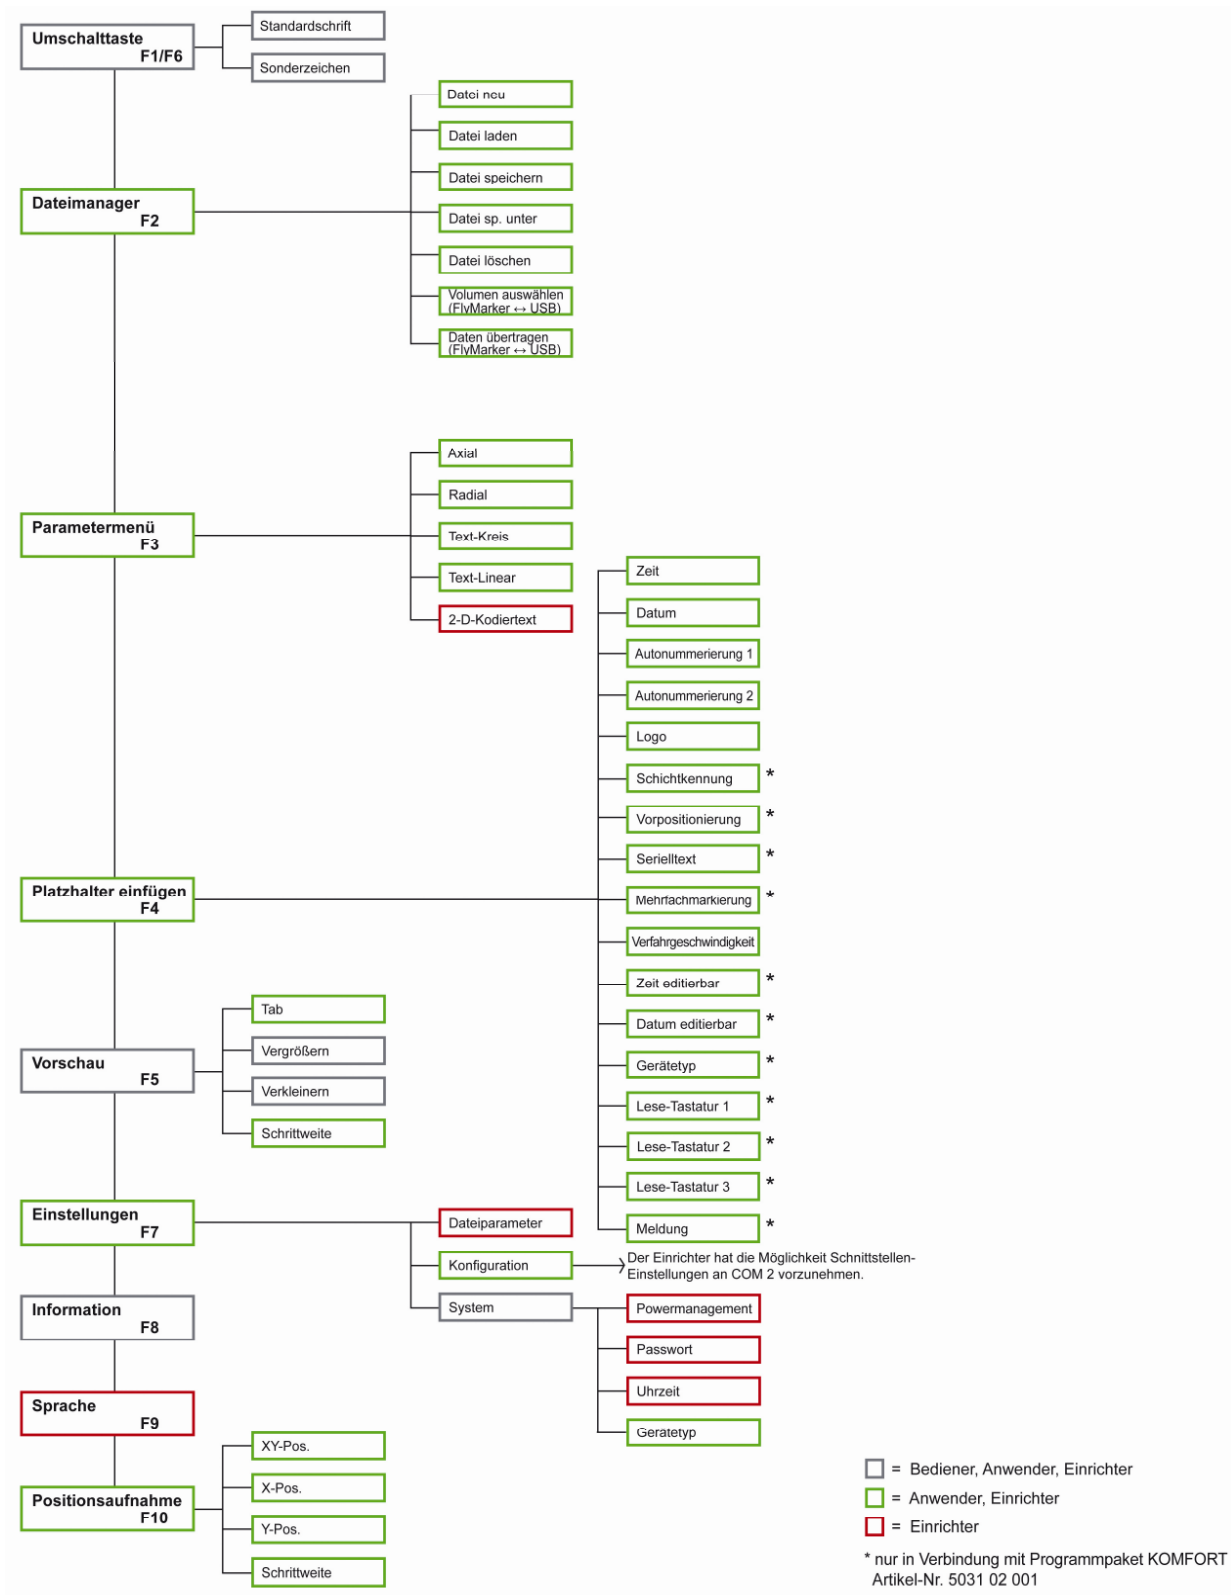 Umschalttaste
F1/F6
Standardschrift
Sonderzeichen
Dateimanager
F2
Datei neu
Datei laden
Datei speichern
Datei sp. unter
Datei löschen
Volumen auswählen
(FlyMarker ↔ USB)
Daten übertragen
(FlyMarker ↔ USB)
Parametermenü
F3
Axial
Radial
Text-Kreis
Text-Linear
2-D-Kodiertext
Platzhalter einfügen
F4
Zeit
Datum
Autonummerierung 1
Autonummerierung 2
Logo
Schichtkennung *
Vorpositionierung *
Serielltext *
Mehrfachmarkierung *
Verfahrgeschwindigkeit
Zeit editierbar *
Datum editierbar *
Gerätetyp *
Lese-Tastatur 1 *
Lese-Tastatur 2 *
Lese-Tastatur 3 *
Meldung *
Vorschau
F5
Tab
Vergrößern
Verkleinern
Schrittweite
Einstellungen
F7
Dateiparameter
Konfiguration
Der Einrichter hat die Möglichkeit Schnittstellen-
Einstellungen an COM 2 vorzunehmen.
System
Powermanagement
Passwort
Uhrzeit
Geratetyp
Information
F8
Sprache
F9
Positionsaufnahme
F10
XY-Pos.
X-Pos.
Y-Pos.
Schrittweite
= Bediener, Anwender, Einrichter
= Anwender, Einrichter
= Einrichter
* nur in Verbindung mit Programmpaket KOMFORT
Artikel-Nr. 5031 02 001